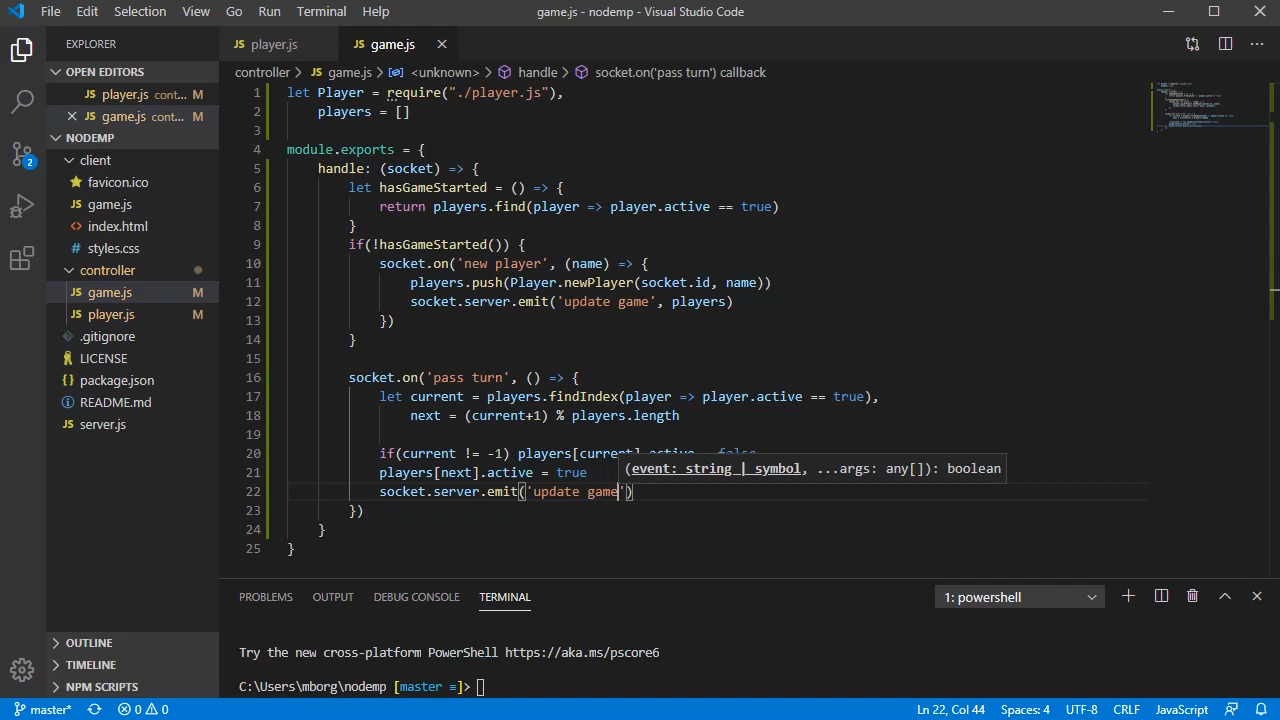 File Edit Selection View Go Run Terminal Help game.js - nodemp - Visual Studio Code
EXPLORER
OPEN EDITORS
player.js cont...
game.js cont...
NODEMP
client
favicon.ico
game.js
index.html
styles.css
controller
game.js M
player.js M
.gitignore
LICENSE
package.json
README.md
server.js
OUTLINE
TIMELINE
NPM SCRIPTS
2
player.js game.js
controller > game.js > <unknown> > handle > socket.on('pass turn') callback
1 let Player = require("./player.js"),
2 players = []
3
4 module.exports = {
5 handle: (socket) => {
6 let hasGameStarted = () => {
7 return players.find(player => player.active == true)
8 }
9 if(!hasGameStarted()) {
10 socket.on('new player', (name) => {
11 players.push(Player.newPlayer(socket.id, name))
12 socket.server.emit('update game', players)
13 })
14 }
15
16 socket.on('pass turn', () => {
17 let current = players.findIndex(player => player.active == true),
18 next = (current+1) % players.length
19
20 if(current != -1) players[current].active = false
(event: string | symbol, ...args: any[]): boolean
21 players[next].active = true
22 socket.server.emit('update game')
23 })
24 }
25 }
PROBLEMS OUTPUT DEBUG CONSOLE TERMINAL 1: powershell
Try the new cross-platform PowerShell https://aka.ms/pscore6
C:\Users\mborg\nodemp [master ≡]>
master* 0 0 Ln 22, Col 44 Spaces: 4 UTF-8 CRLF JavaScript